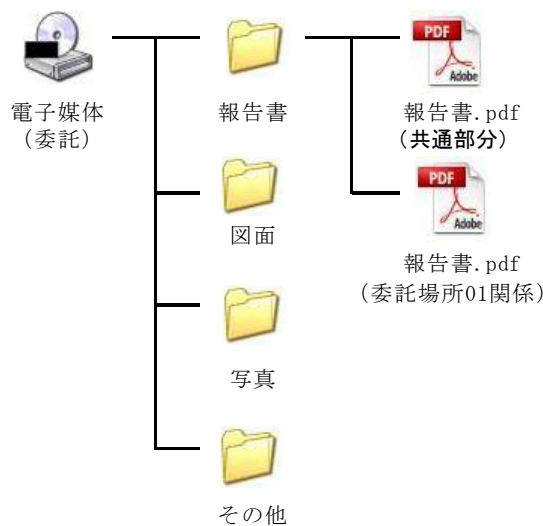 電子媒体
（委託）
報告書
PDF
Adobe
報告書.pdf
（共通部分）
図面
PDF
Adobe
報告書.pdf
（委託場所01関係）
写真
その他